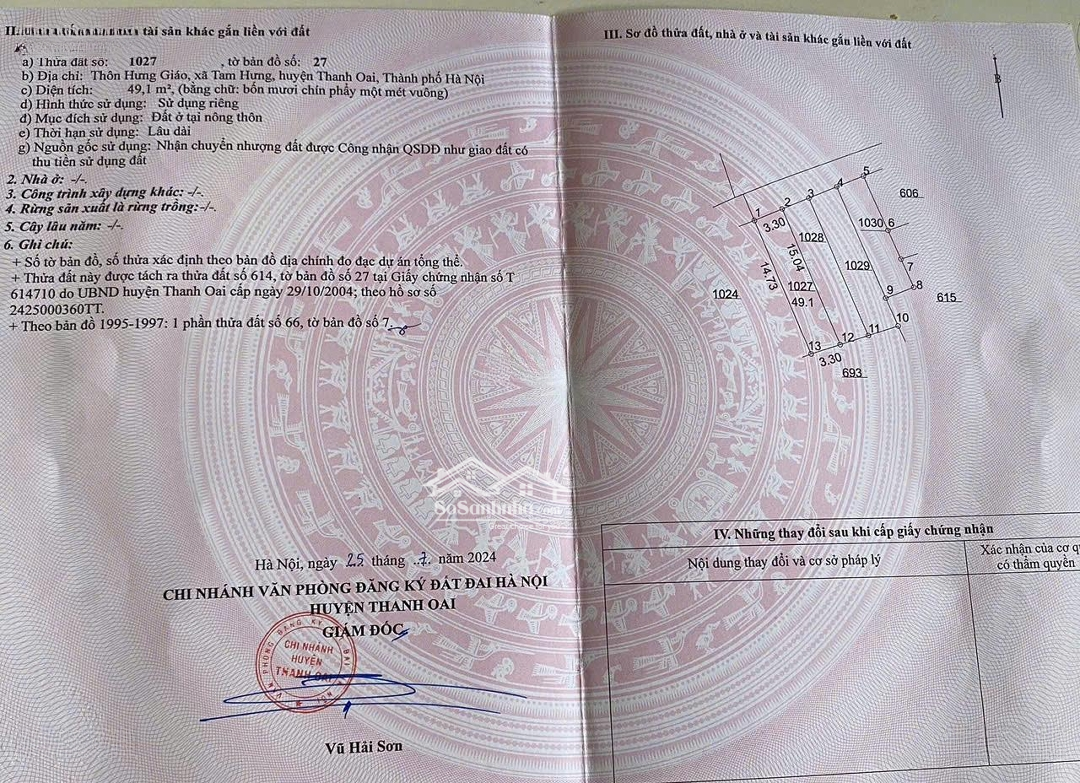 tài sản khác gắn liền với đất
a) Thửa đất số: 1027 , tờ bản đồ số: 27
b) Địa chỉ: Thôn Hưng Giáo, xã Tam Hưng, huyện Thanh Oai, Thành phố Hà Nội
c) Diện tích: 49,1 m², (bằng chữ: bốn mươi chín phẩy một mét vuông)
d) Hình thức sử dụng: Sử dụng riêng
đ) Mục đích sử dụng: Đất ở tại nông thôn
e) Thời hạn sử dụng: Lâu dài
g) Nguồn gốc sử dụng: Nhận chuyển nhượng đất được Công nhận QSDĐ như giao đất có
thu tiền sử dụng đất
2. Nhà ở: -/-.
3. Công trình xây dựng khác: -/-.
4. Rừng sản xuất là rừng trồng:-/-.
5. Cây lâu năm: -/-.
6. Ghi chú:
+ Số tờ bản đồ, số thửa xác định theo bản đồ địa chính đo đạc dự án tổng thể.
+ Thửa đất này được tách ra thửa đất số 614, tờ bản đồ số 27 tại Giấy chứng nhận số T
614710 do UBND huyện Thanh Oai cấp ngày 29/10/2004; theo hồ sơ số
2425000360TT.
+ Theo bản đồ 1995-1997: 1 phần thửa đất số 66, tờ bản đồ số 7
Hà Nội, ngày 25 tháng .7. năm 2024
CHI NHÁNH VĂN PHÒNG ĐĂNG KÝ ĐẤT ĐAI HÀ NỘI
HUYỆN THANH OAI
GIÁM ĐỐC
CHI NHÁNH
HUYỆN
THANH OAI
Vũ Hải Sơn
SoSanhnha.com
III. Sơ đồ thửa đất, nhà ở và tài sản khác gắn liền với đất
B
1
2
3
4
5
606
3.30
1030
6
1028
15.04
1029
7
14.73
1027
49.1
1024
9
8
615
10
11
12
13
3.30
693
IV. Những thay đổi sau khi cấp giấy chứng nhận
Nội dung thay đổi và cơ sở pháp lý
Xác nhận của cơ
có thẩm quyền